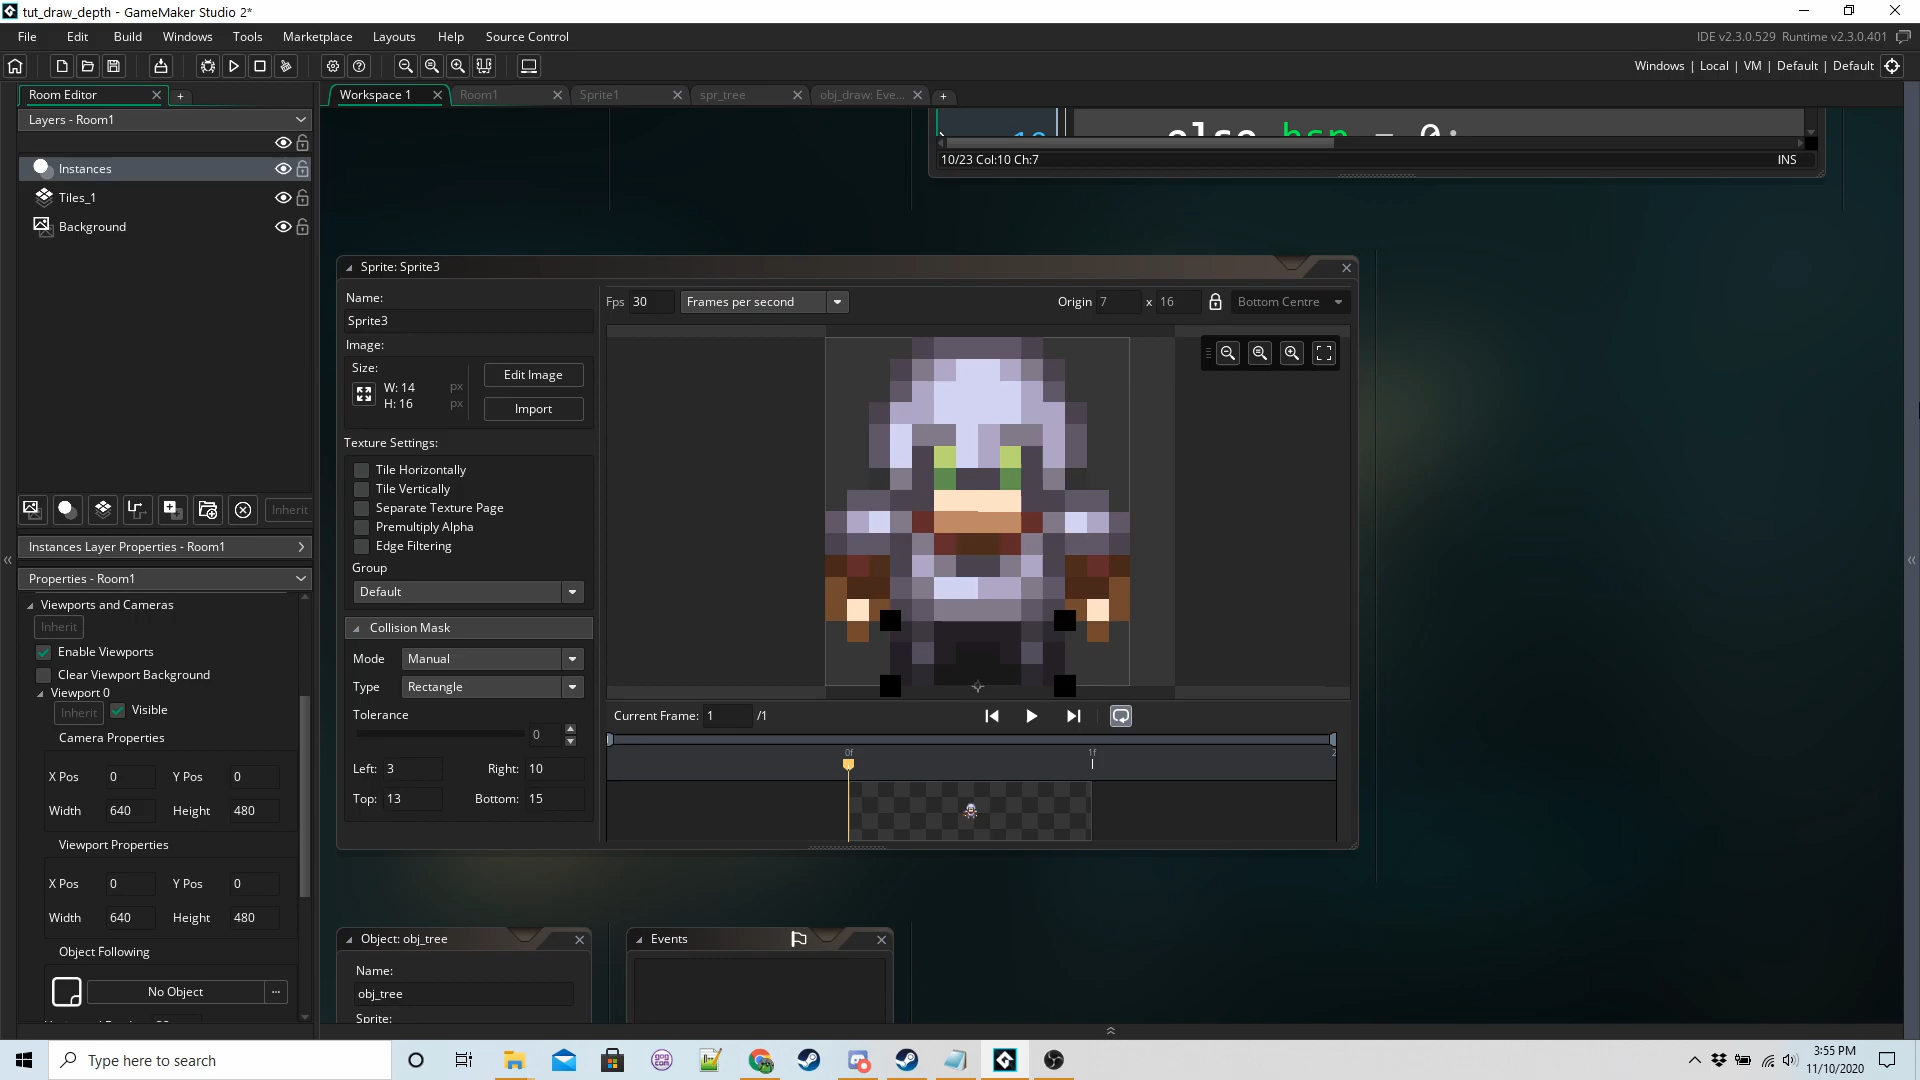 tut_draw_depth - GameMaker Studio 2*
File Edit Build Windows Tools Marketplace Layouts Help Source Control
IDE v2.3.0.529 Runtime v2.3.0.401
Windows | Local | VM | Default | Default
Room Editor
Workspace 1 Room1 Sprite1 spr_tree obj_draw: Eve...
Layers - Room1
Instances
Tiles_1
Background
else hsp = 0;
10/23 Col:10 Ch:7 INS
Sprite: Sprite3
Name:
Sprite3
Fps 30 Frames per second Origin 7 x 16 Bottom Centre
Image:
Size:
W: 14 px
H: 16 px
Edit Image
Import
Texture Settings:
Tile Horizontally
Tile Vertically
Separate Texture Page
Premultiply Alpha
Edge Filtering
Group
Default
Collision Mask
Mode Manual
Type Rectangle
Tolerance
0
Left: 3 Right: 10
Top: 13 Bottom: 15
Current Frame: 1 /1
0f 1f 2
Inherit
Instances Layer Properties - Room1
Properties - Room1
Viewports and Cameras
Inherit
Enable Viewports
Clear Viewport Background
Viewport 0
Inherit Visible
Camera Properties
X Pos 0 Y Pos 0
Width 640 Height 480
Viewport Properties
X Pos 0 Y Pos 0
Width 640 Height 480
Object Following
No Object ...
Object: obj_tree
Name:
obj_tree
Sprite:
Events
Type here to search
3:55 PM
11/10/2020